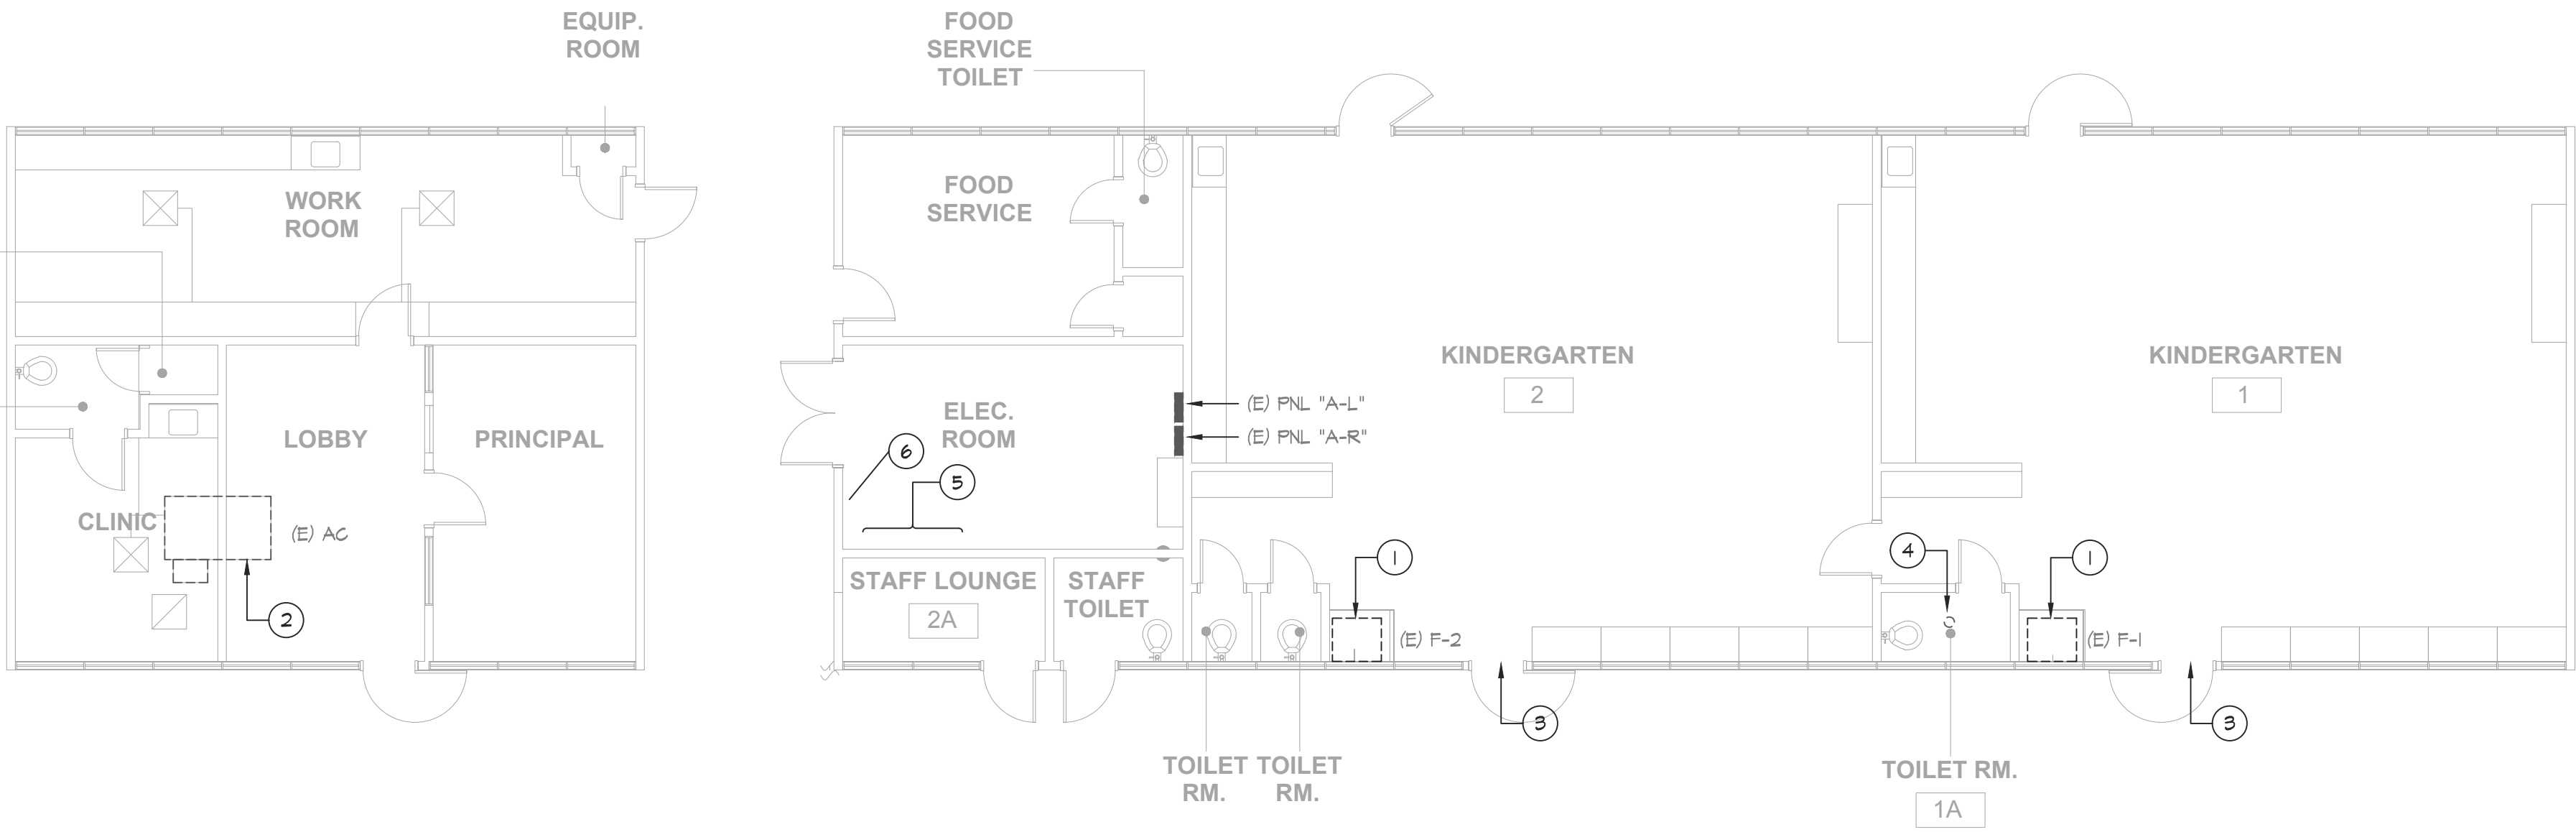 EQUIP.
ROOM
FOOD
SERVICE
TOILET
WORK
ROOM
FOOD
SERVICE
KINDERGARTEN
2
KINDERGARTEN
1
(E) PNL "A-L"
(E) PNL "A-R"
ELEC.
ROOM
LOBBY
PRINCIPAL
6
5
CLINIC
(E) AC
2
STAFF LOUNGE
2A
STAFF
TOILET
1
(E) F-2
4
1
(E) F-1
3
3
TOILET
RM.
TOILET
RM.
TOILET RM.
1A